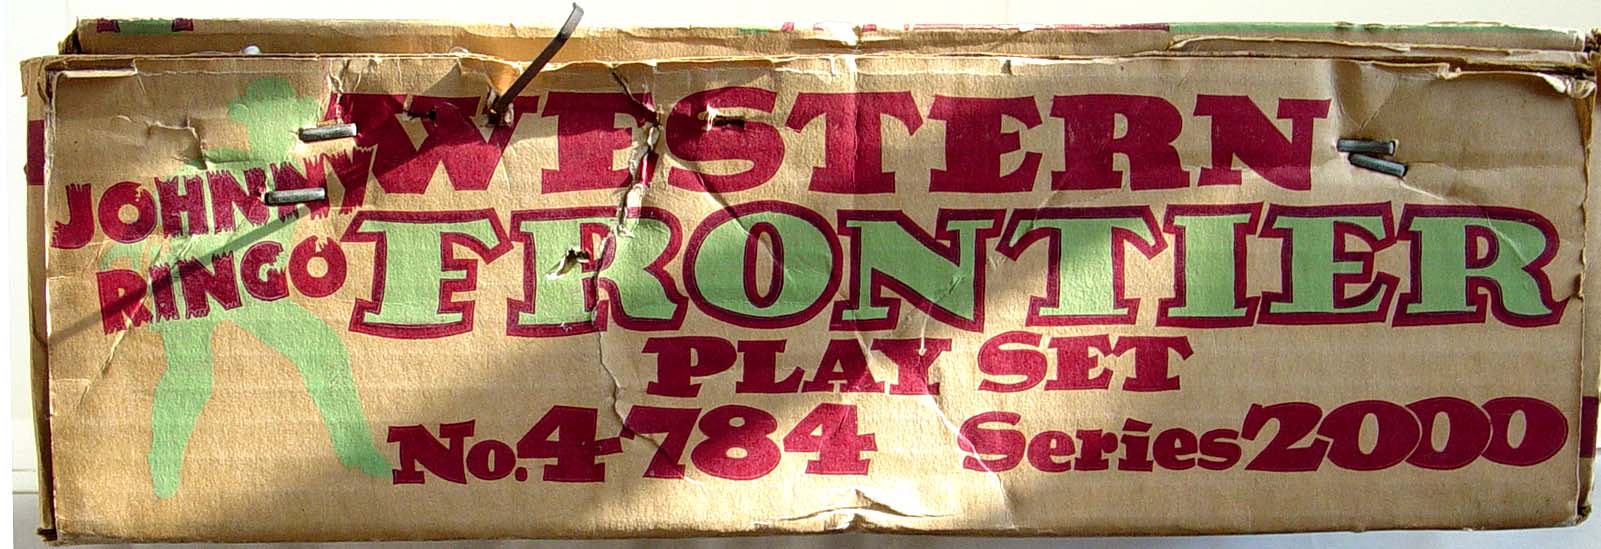 JOHNNY
RINGO
WESTERN
FRONTIER
PLAY SET
No. 4784 Series 2000